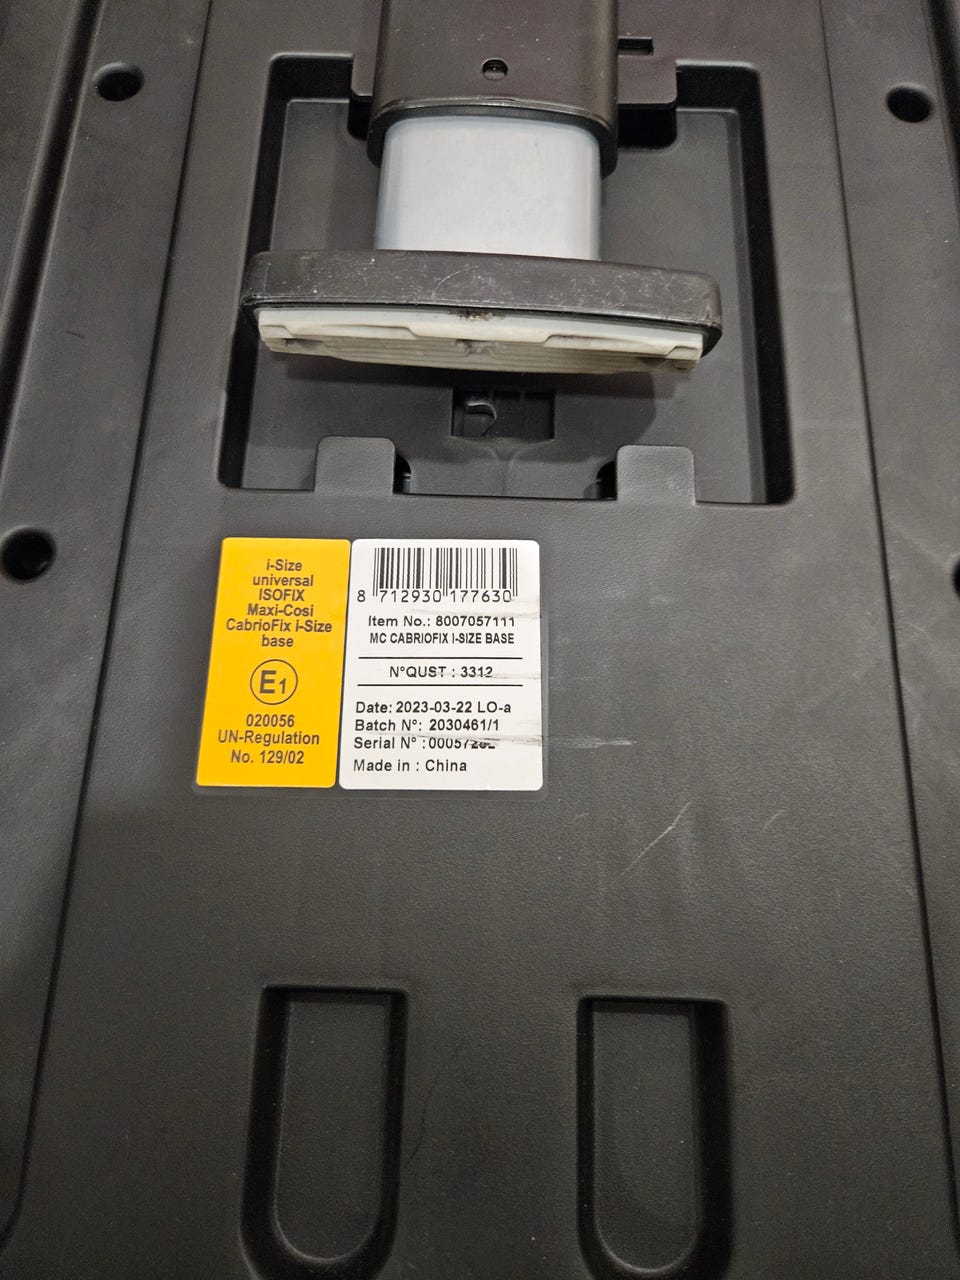 i-Size
universal
ISOFIX
Maxi-Cosi
CabrioFix i-Size
base
E1
020056
UN-Regulation
No. 129/02
8 712930 177630
Item No.: 8007057111
MC CABRIOFIX I-SIZE BASE
N°QUST : 3312
Date: 2023-03-22 LO-a
Batch N°: 2030461/1
Serial N° :
Made in : China